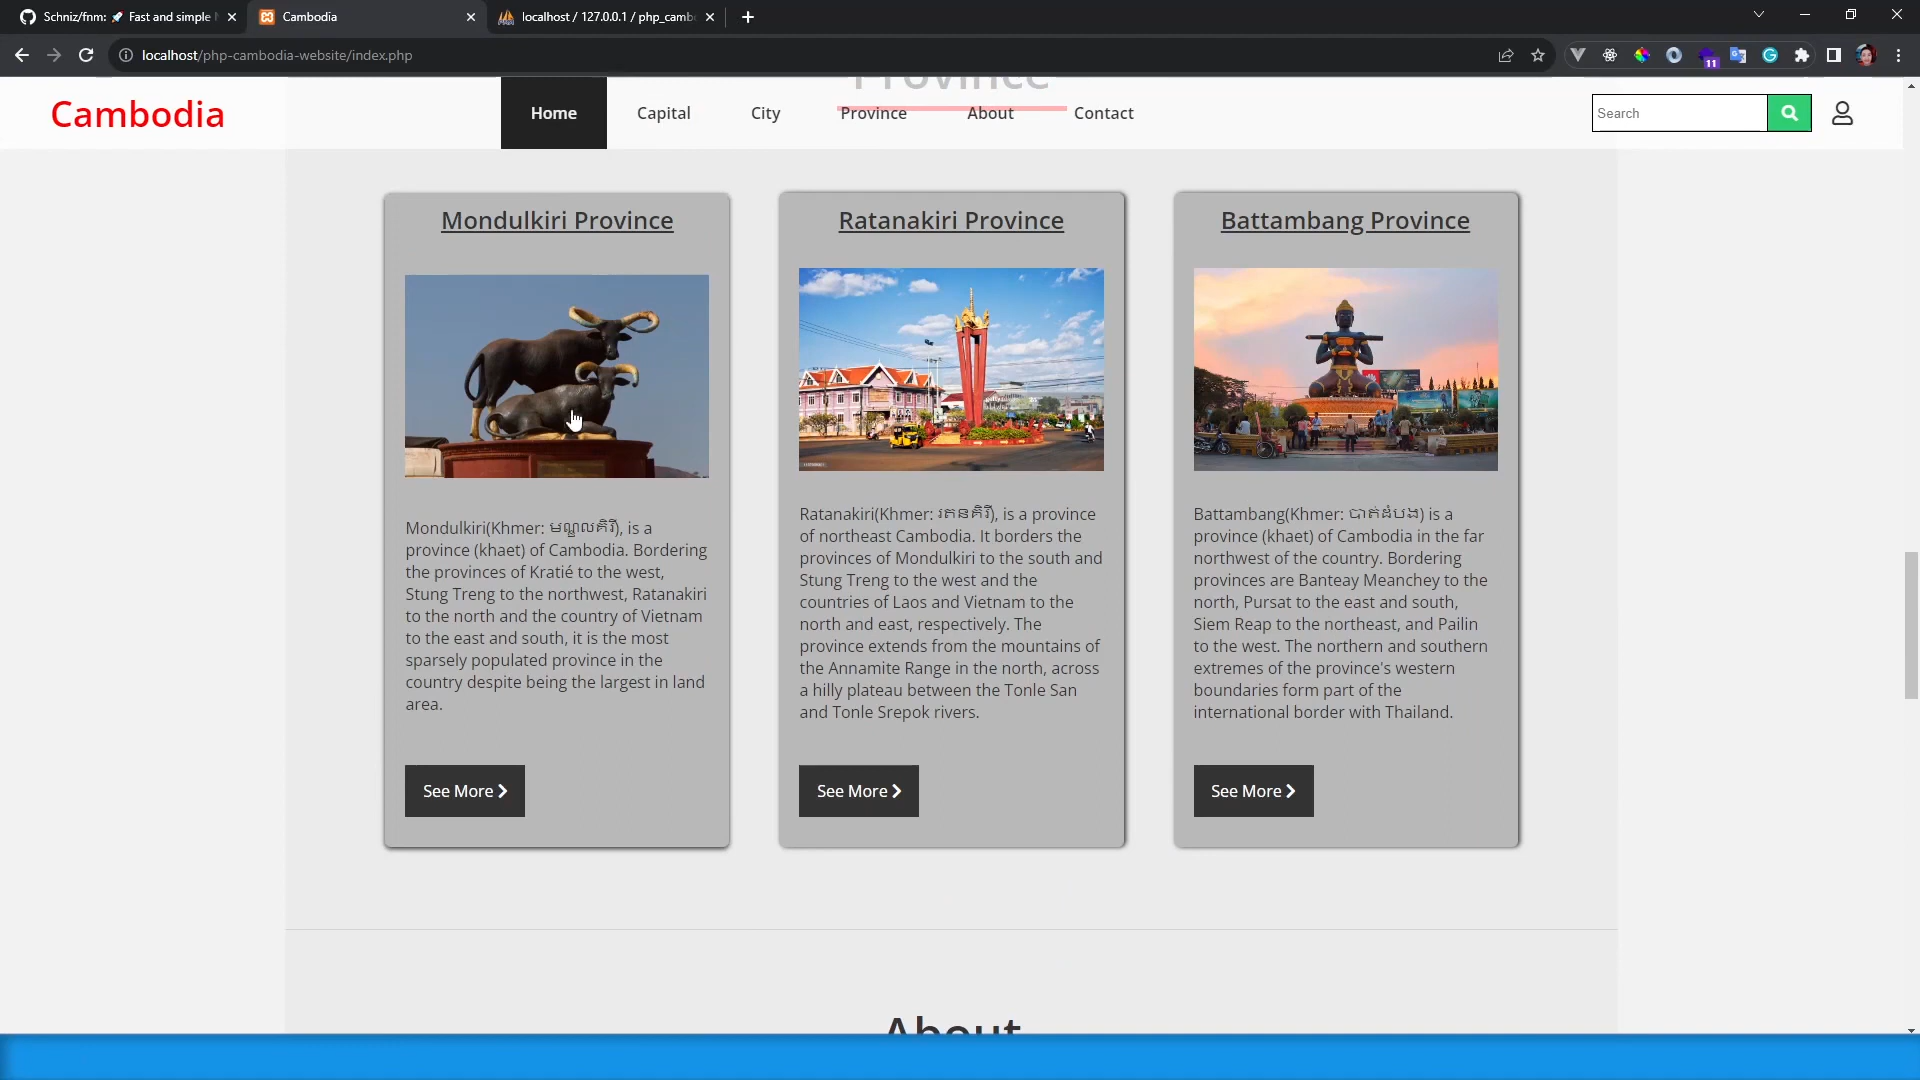 Schniz/fnm: 🚀 Fast and simple
Cambodia
localhost / 127.0.0.1 / php_camb
localhost/php-cambodia-website/index.php
11
Province
Cambodia
Home
Capital
City
Province
About
Contact
Search
Mondulkiri Province
Mondulkiri(Khmer: មណ្ឌលគិរី), is a
province (khaet) of Cambodia. Bordering
the provinces of Kratié to the west,
Stung Treng to the northwest, Ratanakiri
to the north and the country of Vietnam
to the east and south, it is the most
sparsely populated province in the
country despite being the largest in land
area.
See More
Ratanakiri Province
Ratanakiri(Khmer: រតនគិរី), is a province
of northeast Cambodia. It borders the
provinces of Mondulkiri to the south and
Stung Treng to the west and the
countries of Laos and Vietnam to the
north and east, respectively. The
province extends from the mountains of
the Annamite Range in the north, across
a hilly plateau between the Tonle San
and Tonle Srepok rivers.
See More
Battambang Province
Battambang(Khmer: បាត់ដំបង) is a
province (khaet) of Cambodia in the far
northwest of the country. Bordering
provinces are Banteay Meanchey to the
north, Pursat to the east and south,
Siem Reap to the northeast, and Pailin
to the west. The northern and southern
extremes of the province's western
boundaries form part of the
international border with Thailand.
See More
About